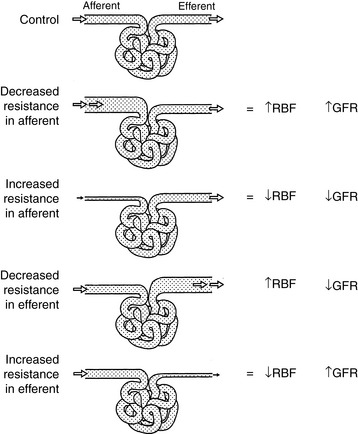 Afferent Efferent
Control
Decreased
resistance
in afferent
= ↑RBF ↑GFR
Increased
resistance
in afferent
= ↓RBF ↓GFR
Decreased
resistance
in efferent
↑RBF ↓GFR
Increased
resistance
in efferent
= ↓RBF ↑GFR